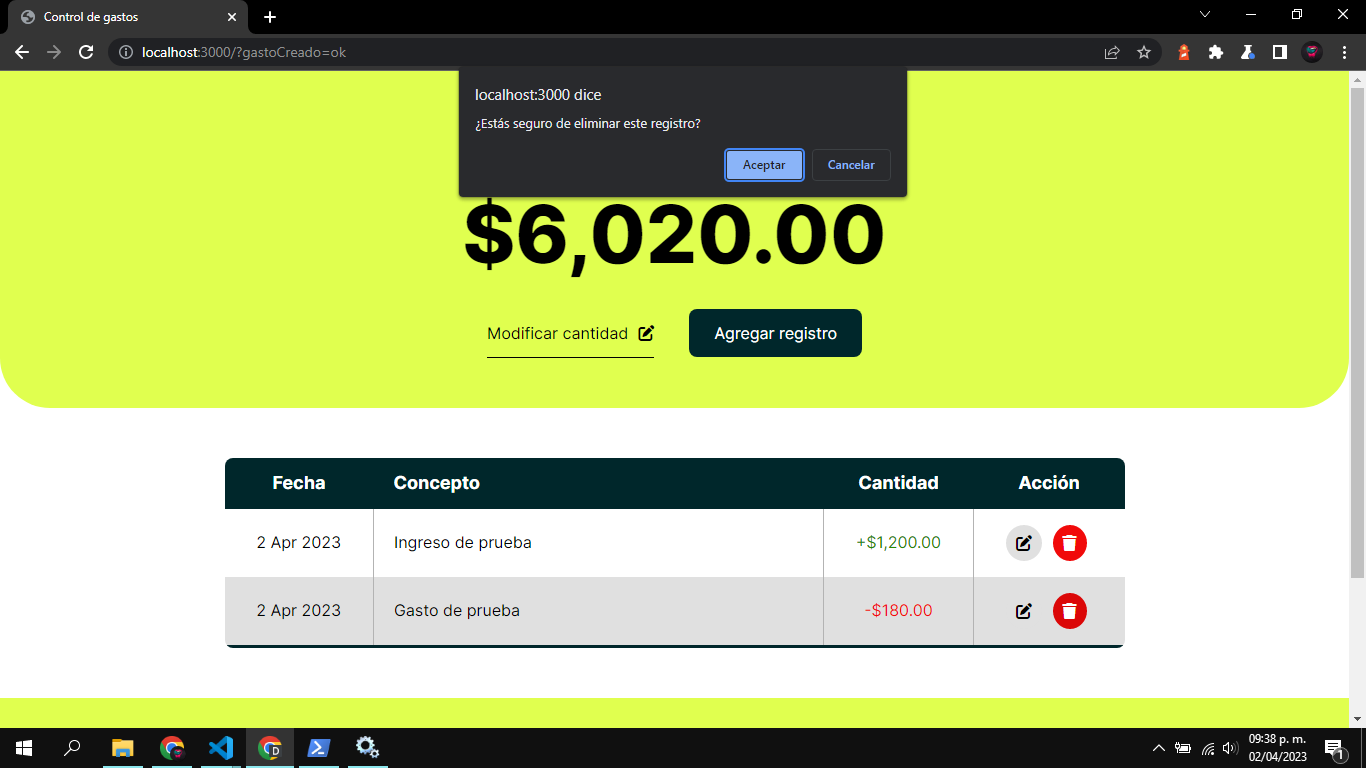 Control de gastos
localhost:3000/?gastoCreado=ok
localhost:3000 dice
¿Estás seguro de eliminar este registro?
Aceptar Cancelar
$6,020.00
Modificar cantidad Agregar registro
Fecha Concepto Cantidad Acción
2 Apr 2023 Ingreso de prueba +$1,200.00
2 Apr 2023 Gasto de prueba -$180.00
09:38 p. m.
02/04/2023
1